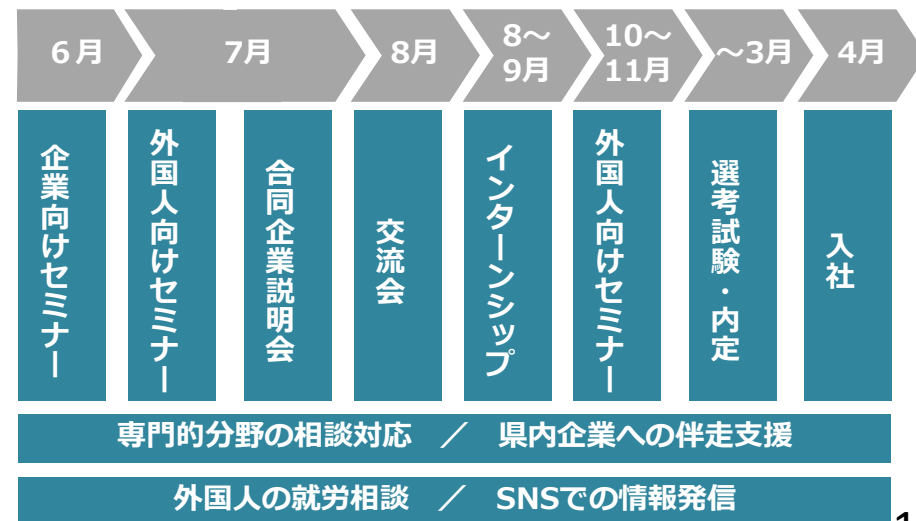 6月
7月
8月
8～
9月
10～
11月
～3月
4月
企業向けセミナー
外国人向けセミナー
合同企業説明会
交流会
インターンシップ
外国人向けセミナー
選考試験・内定
入社
専門的分野の相談対応　／　県内企業への伴走支援
外国人の就労相談　／　SNSでの情報発信